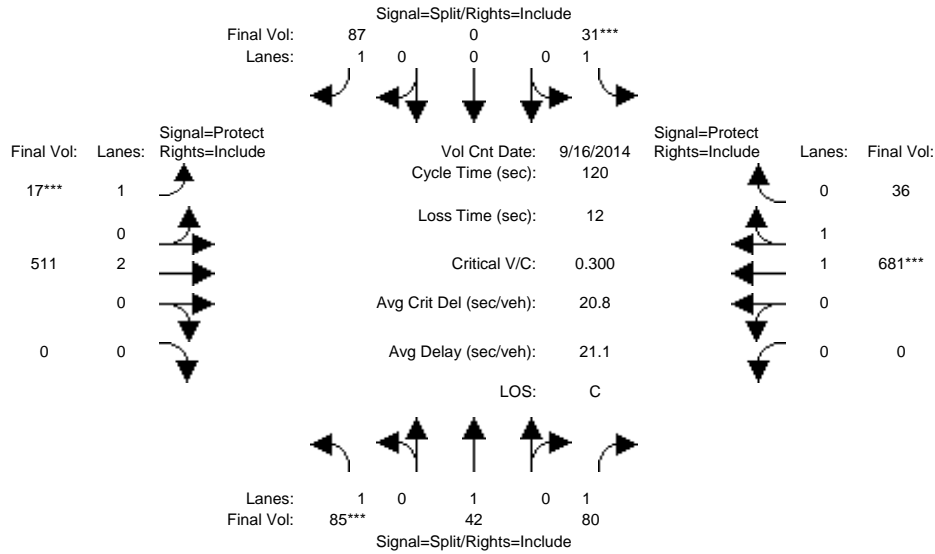 Signal=Split/Rights=Include
Final Vol: 87 0 31***
Lanes: 1 0 0 0 1
Signal=Protect Signal=Protect
Final Vol: Lanes: Rights=Include Vol Cnt Date: 9/16/2014 Rights=Include Lanes: Final Vol:
Cycle Time (sec): 120
17*** 1 0 36
Loss Time (sec): 12
0 1
511 2 Critical V/C: 0.300 1 681***
0 Avg Crit Del (sec/veh): 20.8 0
0 0 Avg Delay (sec/veh): 21.1 0 0
LOS: C
Lanes: 1 0 1 0 1
Final Vol: 85*** 42 80
Signal=Split/Rights=Include